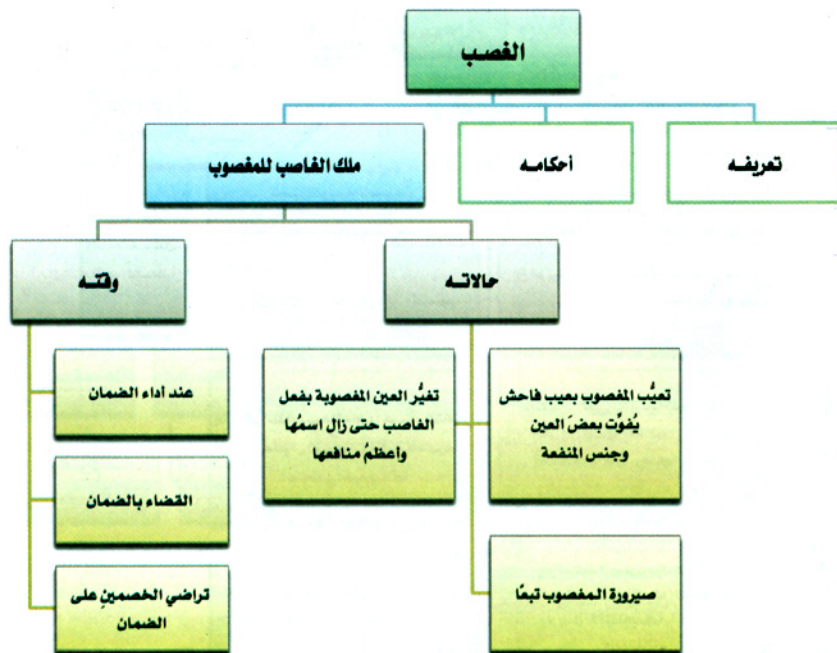 الغصب
تعريفه
أحكامه
ملك الغاصب للمغصوب
حالاته
تعيُّب المغصوب بعيب فاحش
يُفوِّت بعضَ العين
وجنس المنفعة
تغيُّر العين المغصوبة بفعل
الغاصب حتى زال اسمُها
وأعظمُ منافعها
صيرورة المغصوب تبعًا
وقتـه
عند أداء الضمان
القضاء بالضمان
تراضي الخصمينِ على
الضمان